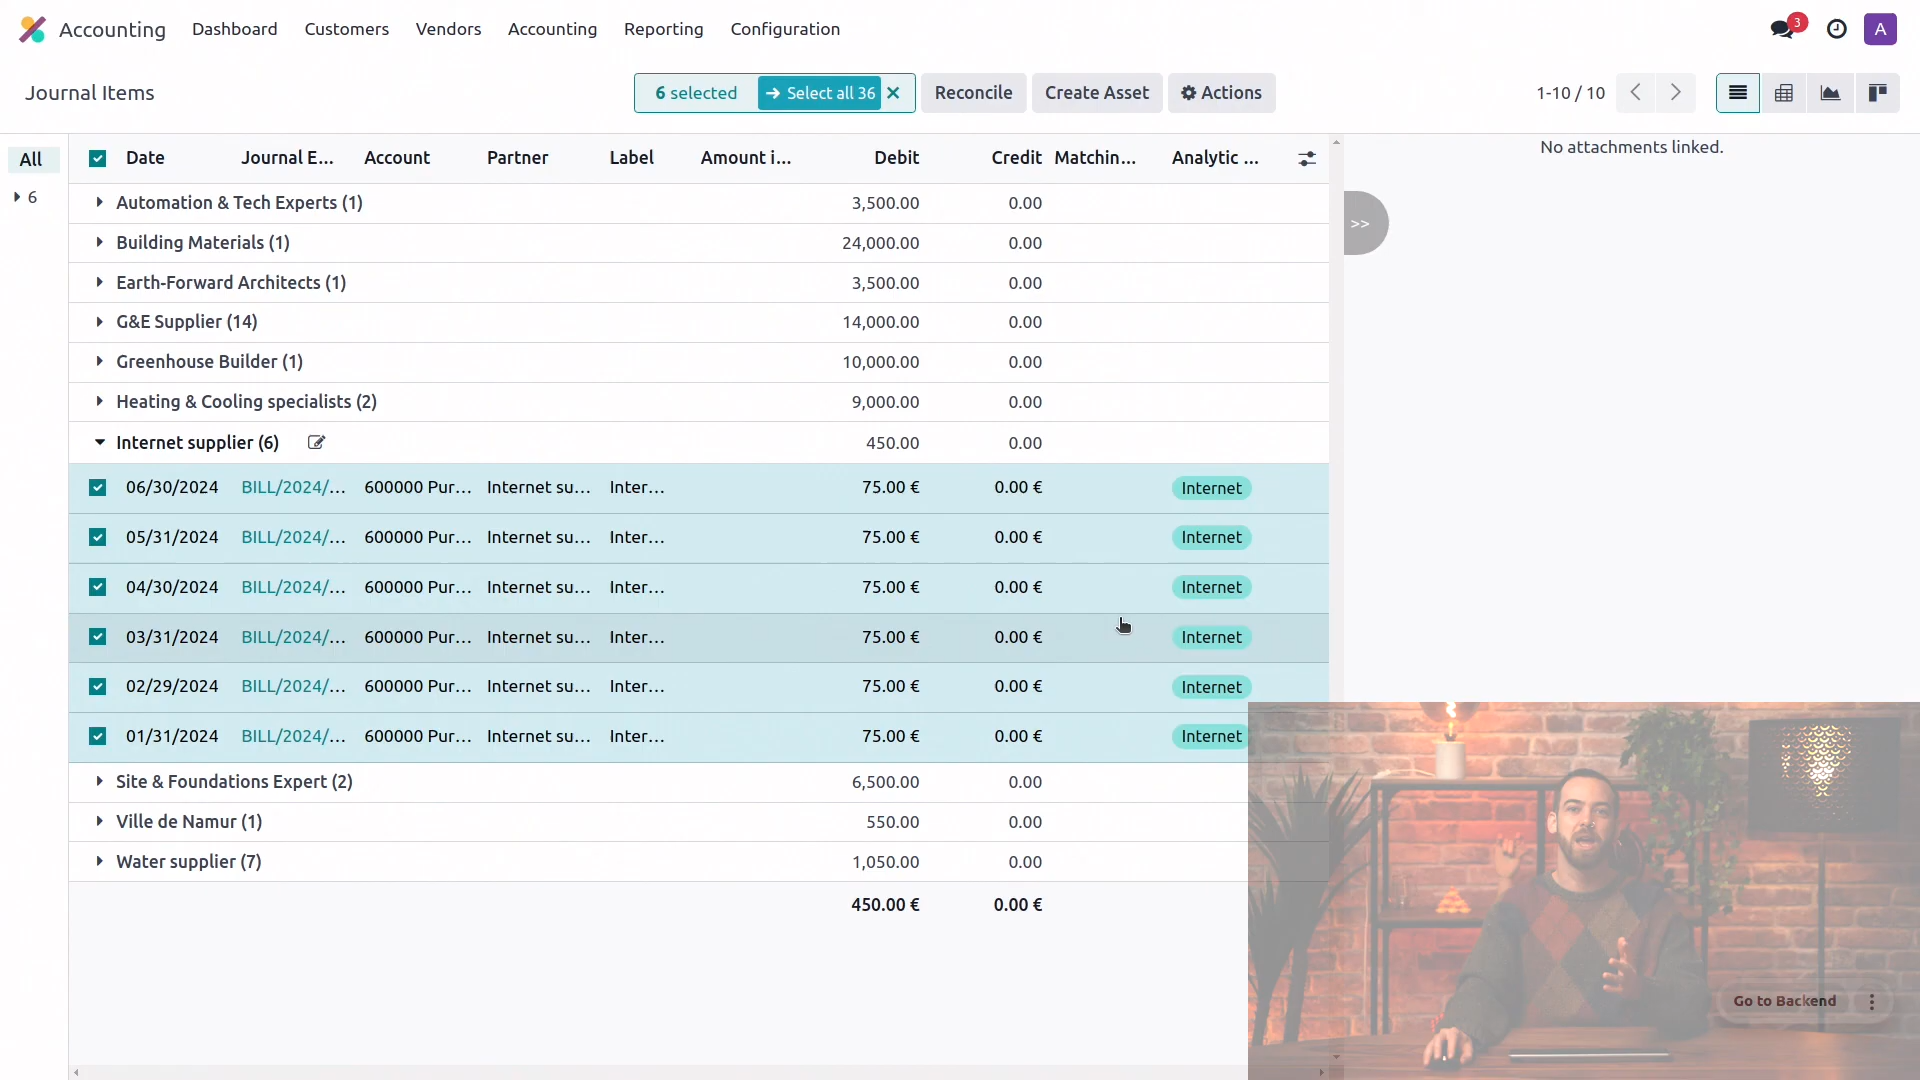 Accounting Dashboard Customers Vendors Accounting Reporting Configuration 3 A
Journal Items 6 selected Select all 36 Reconcile Create Asset Actions 1-10 / 10
All Date Journal E... Account Partner Label Amount i... Debit Credit Matchin... Analytic ... No attachments linked.
6
Automation & Tech Experts (1) 3,500.00 0.00
>>
Building Materials (1) 24,000.00 0.00
Earth-Forward Architects (1) 3,500.00 0.00
G&E Supplier (14) 14,000.00 0.00
Greenhouse Builder (1) 10,000.00 0.00
Heating & Cooling specialists (2) 9,000.00 0.00
Internet supplier (6) 450.00 0.00
06/30/2024 BILL/2024/... 600000 Pur... Internet su... Inter... 75.00 € 0.00 € Internet
05/31/2024 BILL/2024/... 600000 Pur... Internet su... Inter... 75.00 € 0.00 € Internet
04/30/2024 BILL/2024/... 600000 Pur... Internet su... Inter... 75.00 € 0.00 € Internet
03/31/2024 BILL/2024/... 600000 Pur... Internet su... Inter... 75.00 € 0.00 € Internet
02/29/2024 BILL/2024/... 600000 Pur... Internet su... Inter... 75.00 € 0.00 € Internet
01/31/2024 BILL/2024/... 600000 Pur... Internet su... Inter... 75.00 € 0.00 € Internet
Site & Foundations Expert (2) 6,500.00 0.00
Ville de Namur (1) 550.00 0.00
Water supplier (7) 1,050.00 0.00
450.00 € 0.00 €
Go to Backend